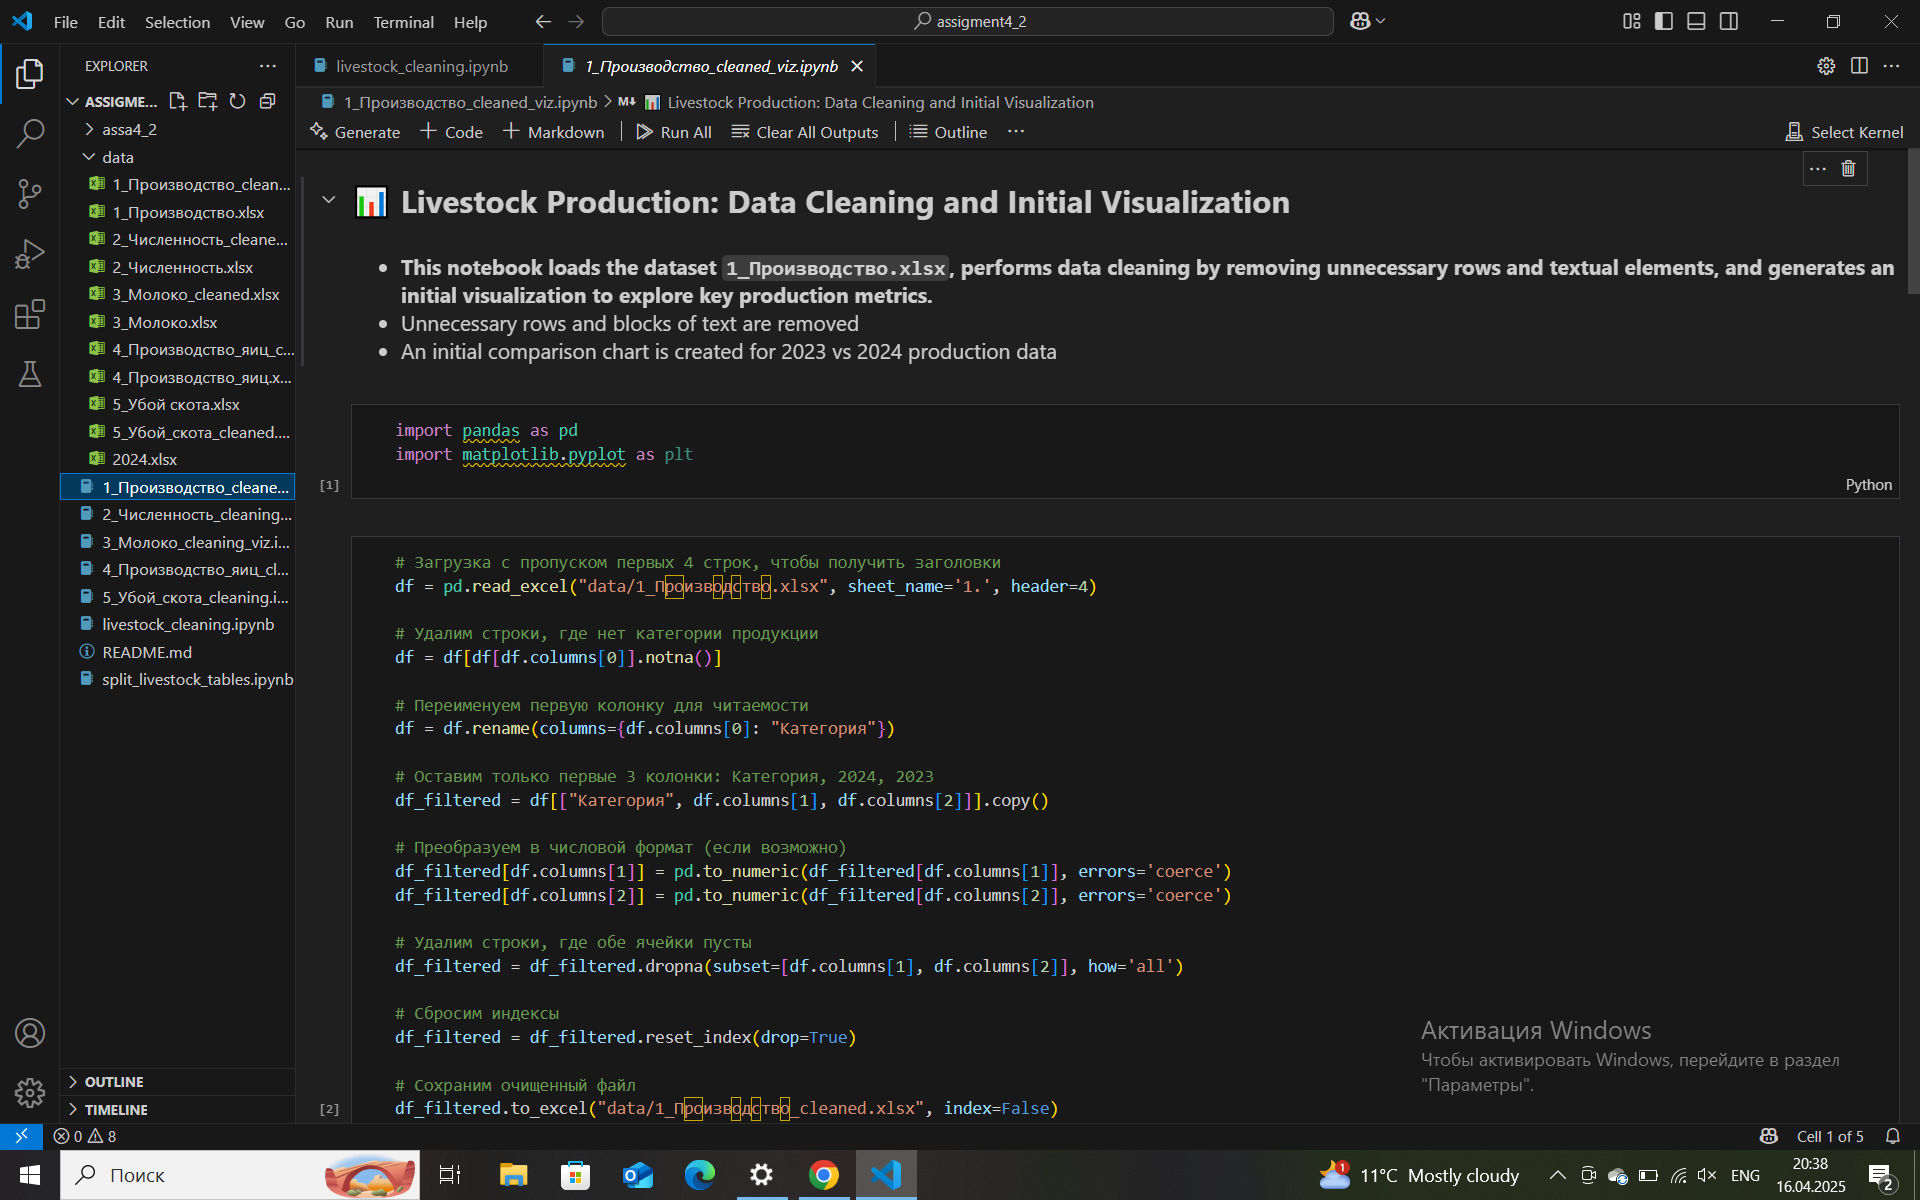 File Edit Selection View Go Run Terminal Help
assigment4_2
EXPLORER
livestock_cleaning.ipynb
1_Производство_cleaned_viz.ipynb
ASSIGME...
1_Производство_cleaned_viz.ipynb > M↓ Livestock Production: Data Cleaning and Initial Visualization
Generate + Code + Markdown Run All Clear All Outputs Outline ...
Select Kernel
assa4_2
data
1_Производство_clean...
1_Производство.xlsx
2_Численность_cleane...
2_Численность.xlsx
3_Молоко_cleaned.xlsx
3_Молоко.xlsx
4_Производство_яиц_c...
4_Производство_яиц.x...
5_Убой скота.xlsx
5_Убой_скота_cleaned....
2024.xlsx
1_Производство_cleane...
2_Численность_cleaning...
3_Молоко_cleaning_viz.i...
4_Производство_яиц_cl...
5_Убой_скота_cleaning.i...
livestock_cleaning.ipynb
README.md
split_livestock_tables.ipynb
OUTLINE
TIMELINE
Livestock Production: Data Cleaning and Initial Visualization
• This notebook loads the dataset 1_Производство.xlsx, performs data cleaning by removing unnecessary rows and textual elements, and generates an
initial visualization to explore key production metrics.
• Unnecessary rows and blocks of text are removed
• An initial comparison chart is created for 2023 vs 2024 production data
import pandas as pd
import matplotlib.pyplot as plt
[1]
Python
# Загрузка с пропуском первых 4 строк, чтобы получить заголовки
df = pd.read_excel("data/1_Производство.xlsx", sheet_name='1.', header=4)
# Удалим строки, где нет категории продукции
df = df[df[df.columns[0]].notna()]
# Переименуем первую колонку для читаемости
df = df.rename(columns={df.columns[0]: "Категория"})
# Оставим только первые 3 колонки: Категория, 2024, 2023
df_filtered = df[["Категория", df.columns[1], df.columns[2]]].copy()
# Преобразуем в числовой формат (если возможно)
df_filtered[df.columns[1]] = pd.to_numeric(df_filtered[df.columns[1]], errors='coerce')
df_filtered[df.columns[2]] = pd.to_numeric(df_filtered[df.columns[2]], errors='coerce')
# Удалим строки, где обе ячейки пусты
df_filtered = df_filtered.dropna(subset=[df.columns[1], df.columns[2]], how='all')
# Сбросим индексы
df_filtered = df_filtered.reset_index(drop=True)
# Сохраним очищенный файл
df_filtered.to_excel("data/1_Производство_cleaned.xlsx", index=False)
[2]
Активация Windows
Чтобы активировать Windows, перейдите в раздел
"Параметры".
0 8
Cell 1 of 5
Поиск
1
11°C Mostly cloudy
ENG
20:38
16.04.2025
2